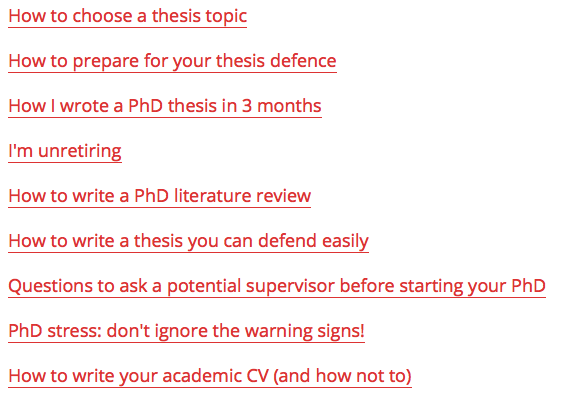 How to choose a thesis topic
How to prepare for your thesis defence
How I wrote a PhD thesis in 3 months
I'm unretiring
How to write a PhD literature review
How to write a thesis you can defend easily
Questions to ask a potential supervisor before starting your PhD
PhD stress: don't ignore the warning signs!
How to write your academic CV (and how not to)